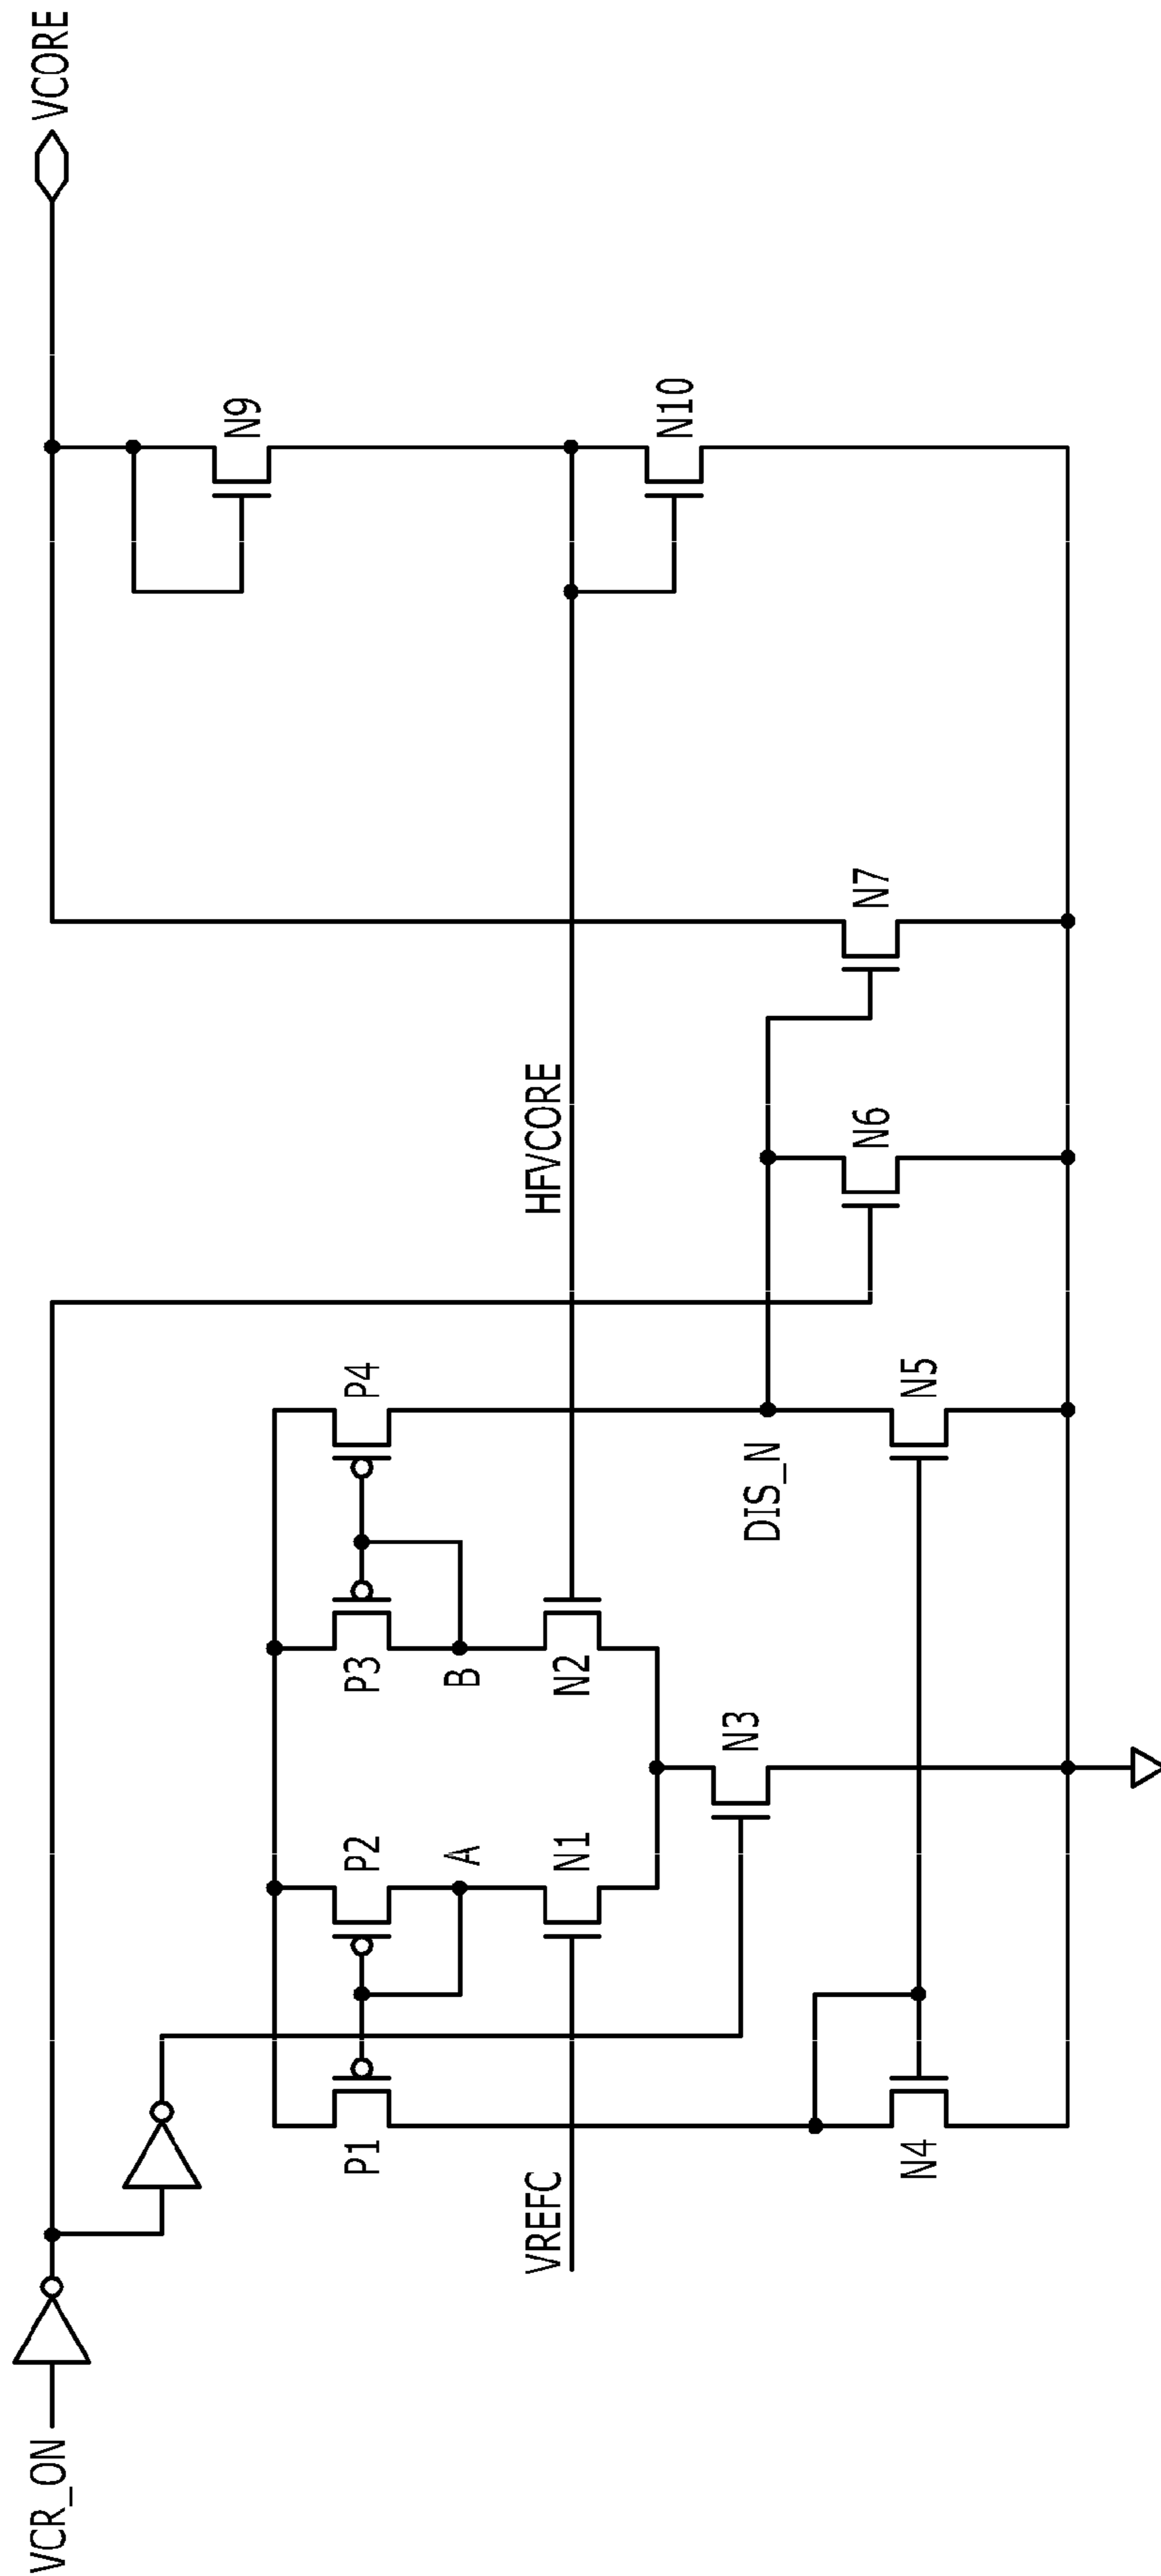 VCORE
N9
N10
N7
N6
HFVCORE
P4
N5
DIS_N
P3
B
N2
N3
P2
A
N1
P1
N4
VREFC
VCR_ON